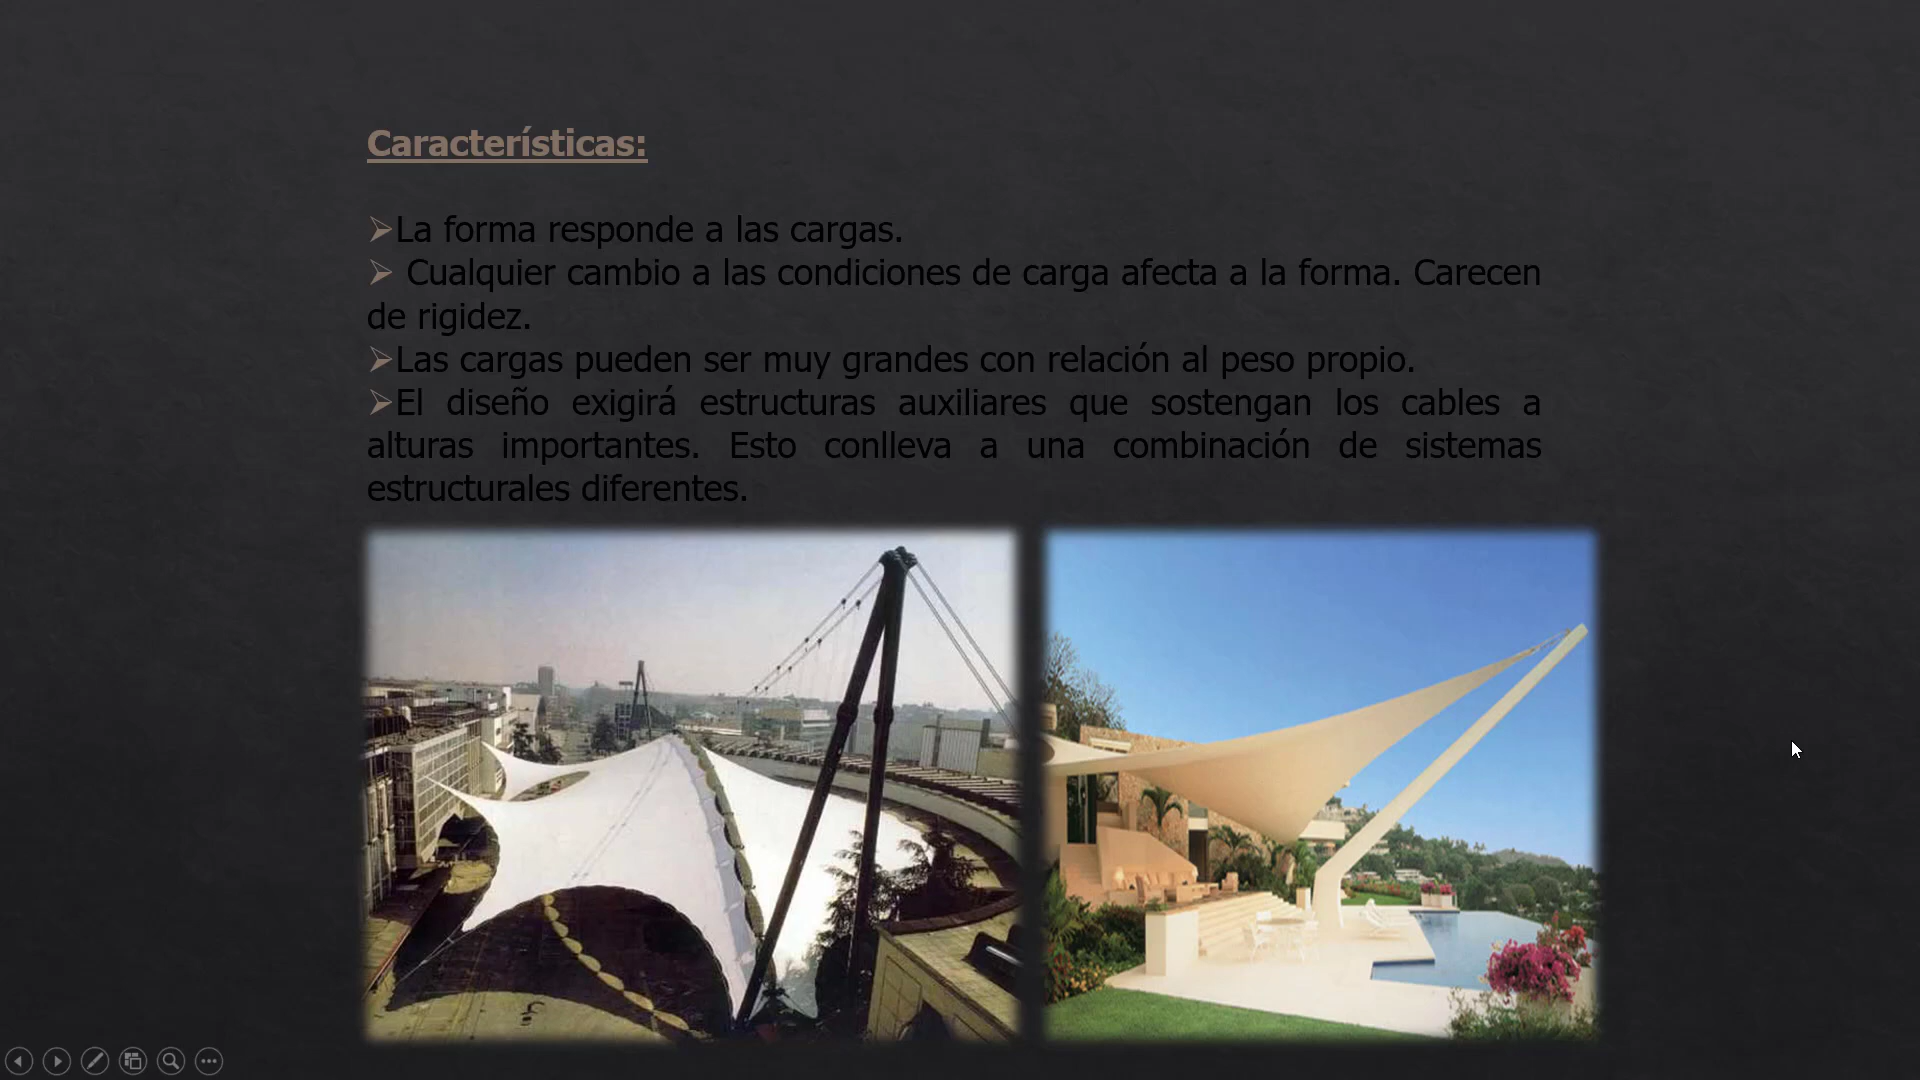 Características:
➢La forma responde a las cargas.
➢ Cualquier cambio a las condiciones de carga afecta a la forma. Carecen
de rigidez.
➢Las cargas pueden ser muy grandes con relación al peso propio.
➢El diseño exigirá estructuras auxiliares que sostengan los cables a
alturas importantes. Esto conlleva a una combinación de sistemas
estructurales diferentes.